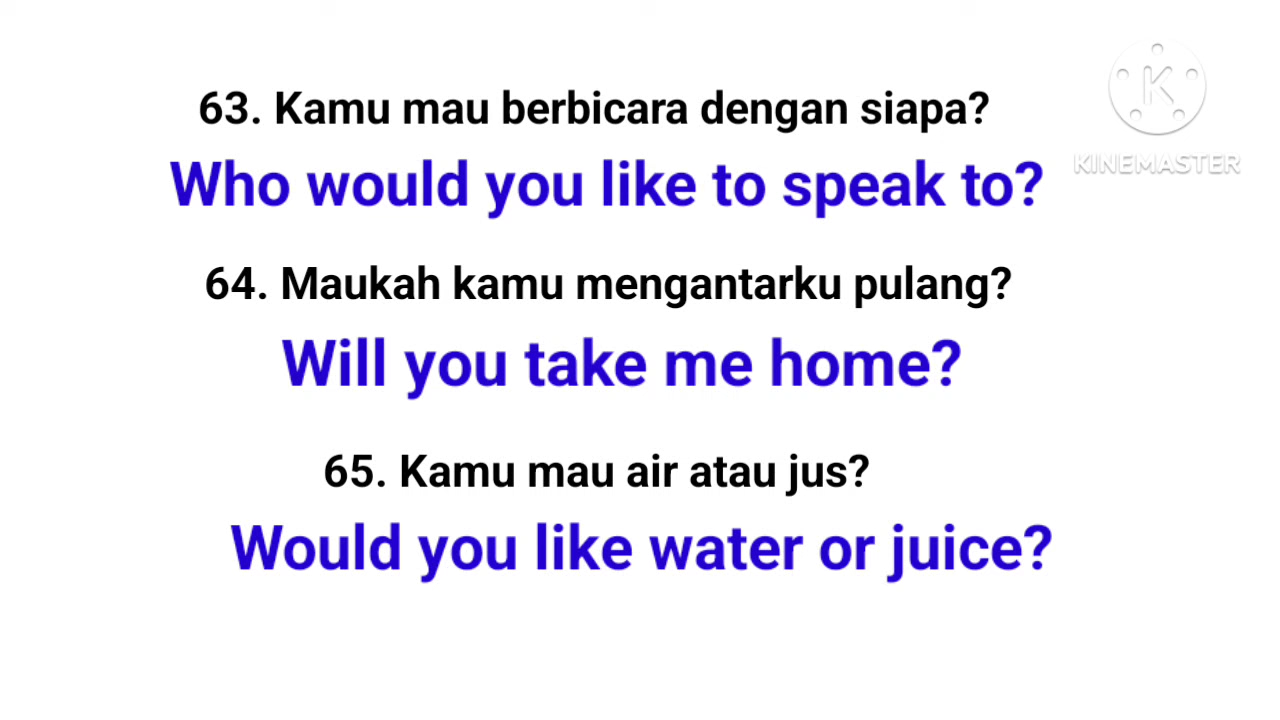 63. Kamu mau berbicara dengan siapa?
Who would you like to speak to?
64. Maukah kamu mengantarku pulang?
Will you take me home?
65. Kamu mau air atau jus?
Would you like water or juice?
K
KINEMASTER